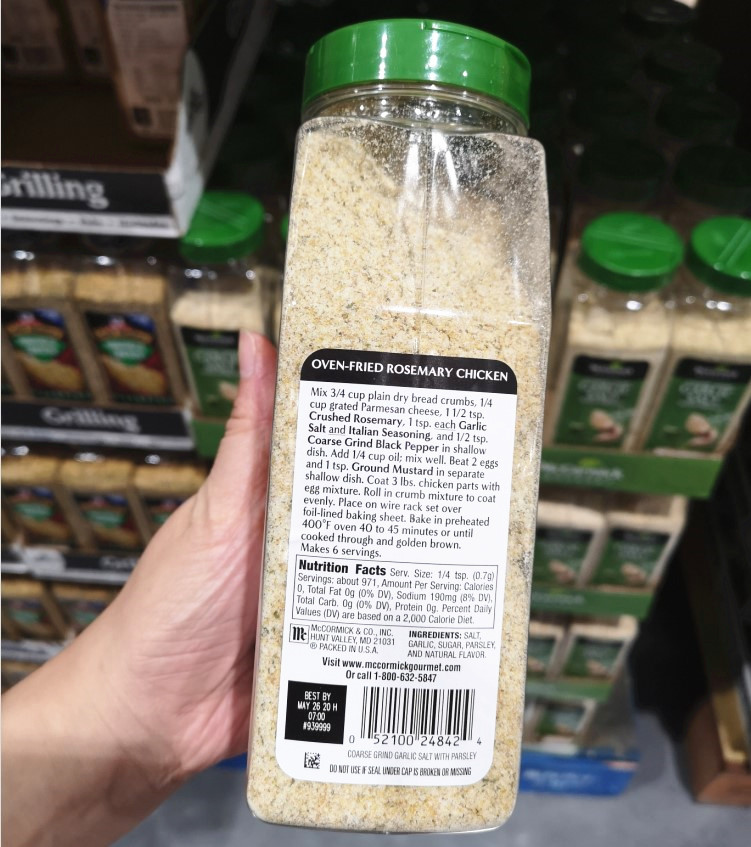 Grilling
Grilling
OVEN-FRIED ROSEMARY CHICKEN
Mix 3/4 cup plain dry bread crumbs, 1/4
cup grated Parmesan cheese, 1 1/2 tsp.
Crushed Rosemary, 1 tsp. each Garlic
Salt and Italian Seasoning, and 1/2 tsp.
Coarse Grind Black Pepper in shallow
dish. Add 1/4 cup oil; mix well. Beat 2 eggs
and 1 tsp. Ground Mustard in separate
shallow dish. Coat 3 lbs. chicken parts with
egg mixture. Roll in crumb mixture to coat
evenly. Place on wire rack set over
foil-lined baking sheet. Bake in preheated
400°F oven 40 to 45 minutes or until
cooked through and golden brown.
Makes 6 servings.
Nutrition Facts Serv. Size: 1/4 tsp. (0.7g)
Servings: about 971, Amount Per Serving: Calories
0, Total Fat 0g (0% DV), Sodium 190mg (8% DV),
Total Carb. 0g (0% DV), Protein 0g. Percent Daily
Values (DV) are based on a 2,000 Calorie Diet.
Mc McCORMICK & CO., INC.
HUNT VALLEY, MD 21031
® PACKED IN U.S.A.
INGREDIENTS: SALT,
GARLIC, SUGAR, PARSLEY,
AND NATURAL FLAVOR.
Visit www.mccormickgourmet.com
Or call 1-800-632-5847
BEST BY
MAY 26 20 H
07:00
#939999
0 52100 24842 4
COARSE GRIND GARLIC SALT WITH PARSLEY
DO NOT USE IF SEAL UNDER CAP IS BROKEN OR MISSING